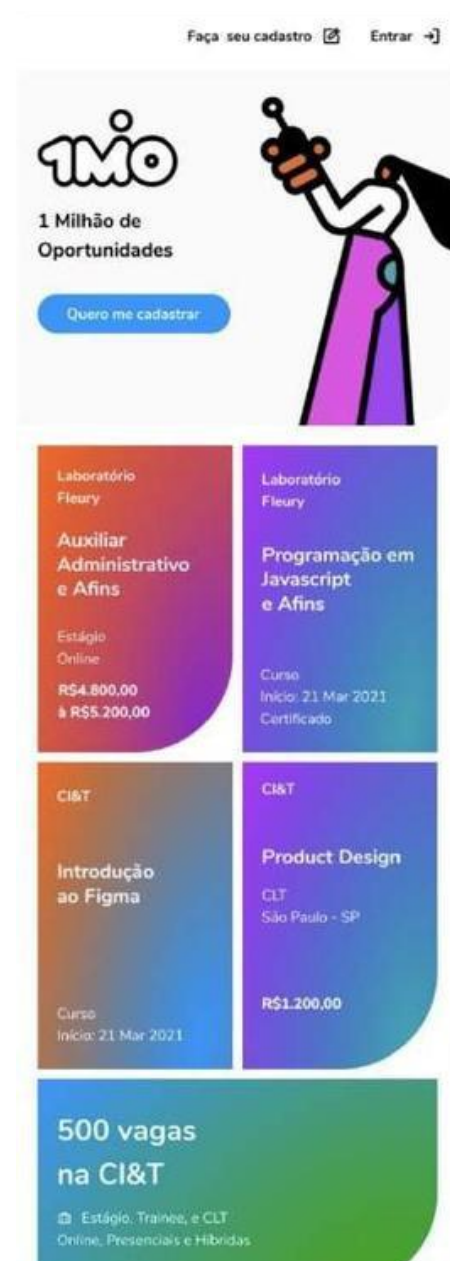 Faça seu cadastro
Entrar
1MiO
1 Milhão de
Oportunidades
Quero me cadastrar
Laboratório
Fleury
Auxiliar
Administrativo
e Afins
Estágio
Online
R$4.800,00
à R$5.200,00
Laboratório
Fleury
Programação em
Javascript
e Afins
Curso
Início: 21 Mar 2021
Certificado
CI&T
Introdução
ao Figma
Curso
Início: 21 Mar 2021
CI&T
Product Design
CLT
São Paulo - SP
R$1.200,00
500 vagas
na CI&T
Estágio, Trainee, e CLT
Online, Presenciais e Híbridas